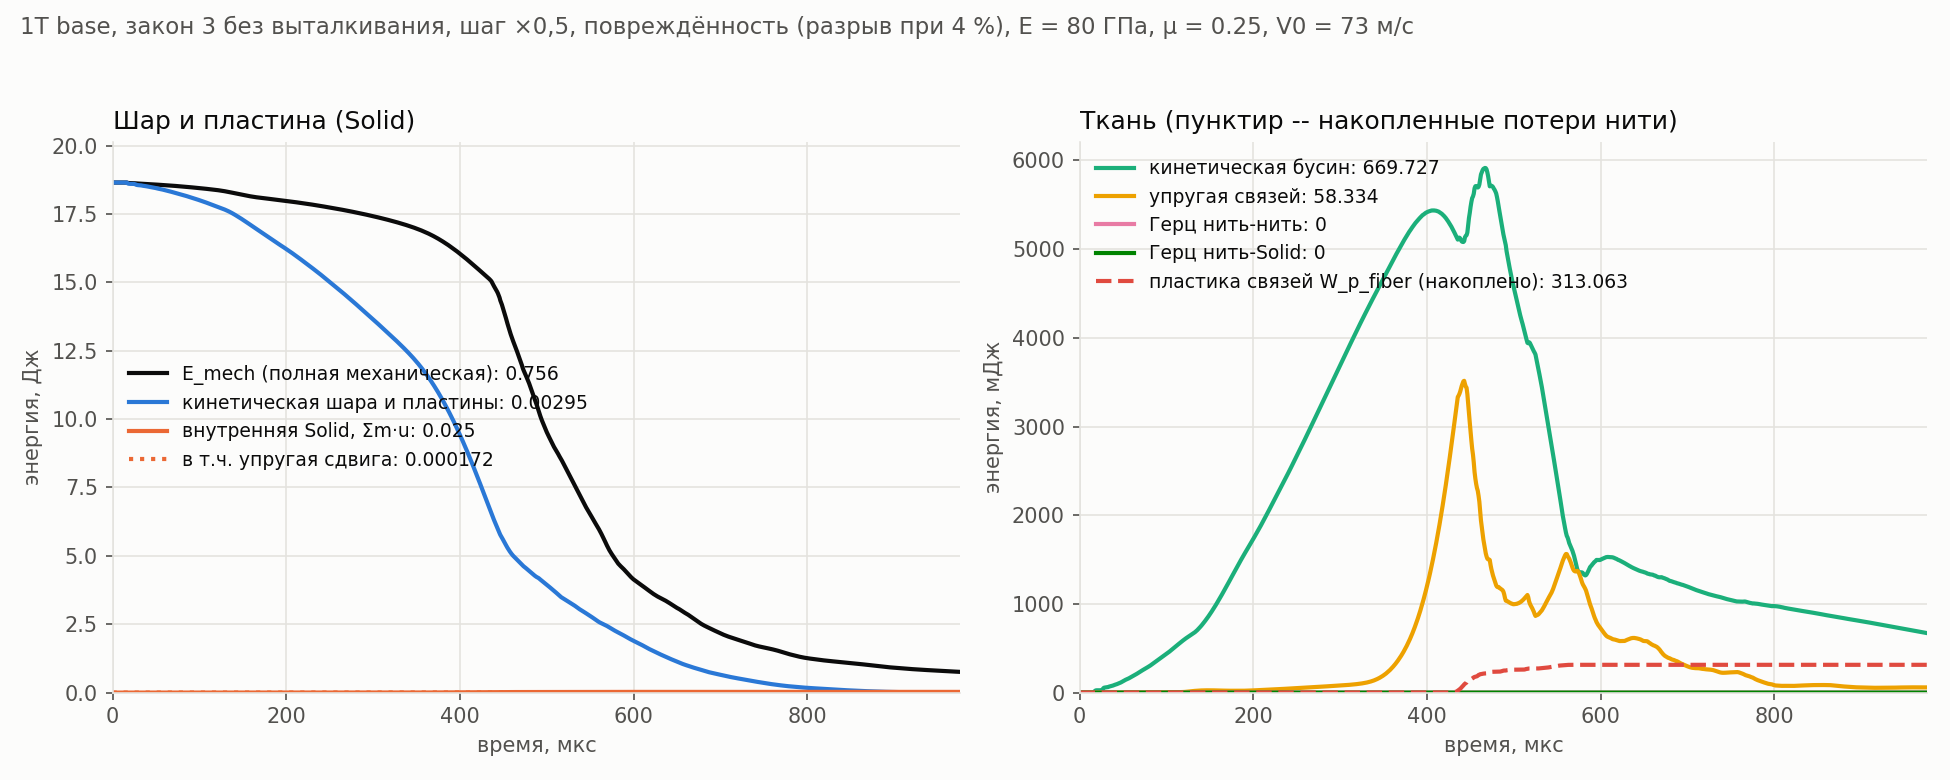 1T base, закон 3 без выталкивания, шаг ×0,5, повреждённость (разрыв при 4 %), E = 80 ГПа, μ = 0.25, V0 = 73 м/с
Шар и пластина (Solid)
20.0
17.5
15.0
12.5
10.0
7.5
5.0
2.5
0.0
энергия, Дж
E_mech (полная механическая): 0.756
кинетическая шара и пластины: 0.00295
внутренняя Solid, Σm·u: 0.025
в т.ч. упругая сдвига: 0.000172
0 200 400 600 800
время, мкс
Ткань (пунктир -- накопленные потери нити)
6000
5000
4000
3000
2000
1000
0
энергия, мДж
кинетическая бусин: 669.727
упругая связей: 58.334
Герц нить-нить: 0
Герц нить-Solid: 0
пластика связей W_p_fiber (накоплено): 313.063
0 200 400 600 800
время, мкс